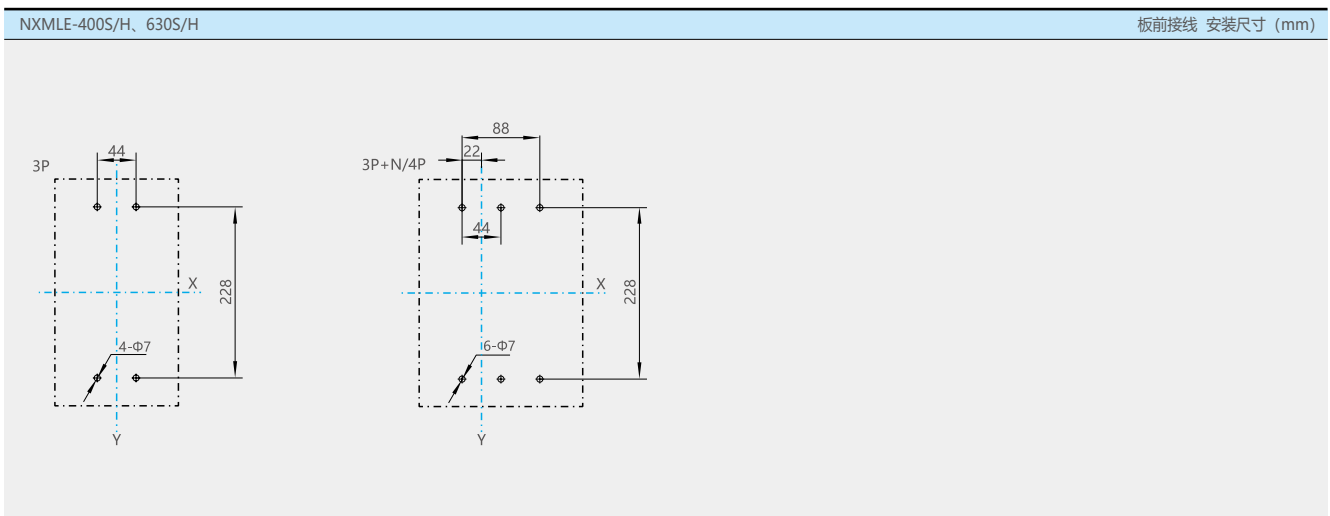 NXMLE-400S/H、630S/H
板前接线 安装尺寸（mm）
3P
44
X
228
4-Φ7
Y
3P+N/4P
88
22
44
X
228
6-Φ7
Y